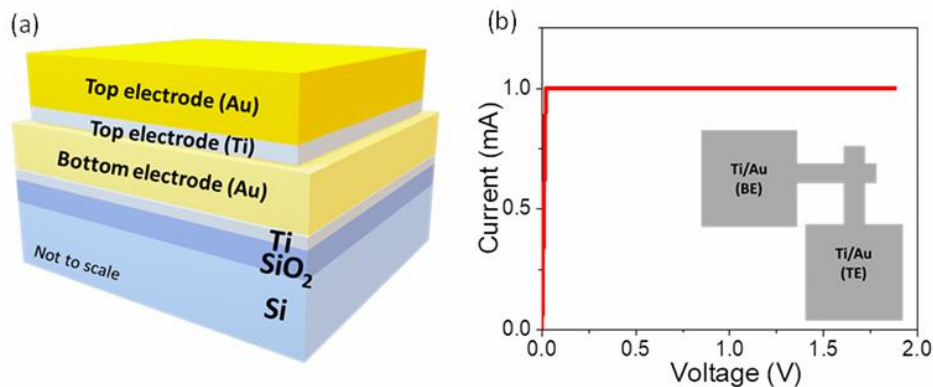 (a)
Top electrode (Au)
Top electrode (Ti)
Bottom electrode (Au)
Ti
SiO2
Si
Not to scale
(b)
Current (mA)
1.0
0.5
0.0
0.0 0.5 1.0 1.5 2.0
Voltage (V)
Ti/Au
(BE)
Ti/Au
(TE)